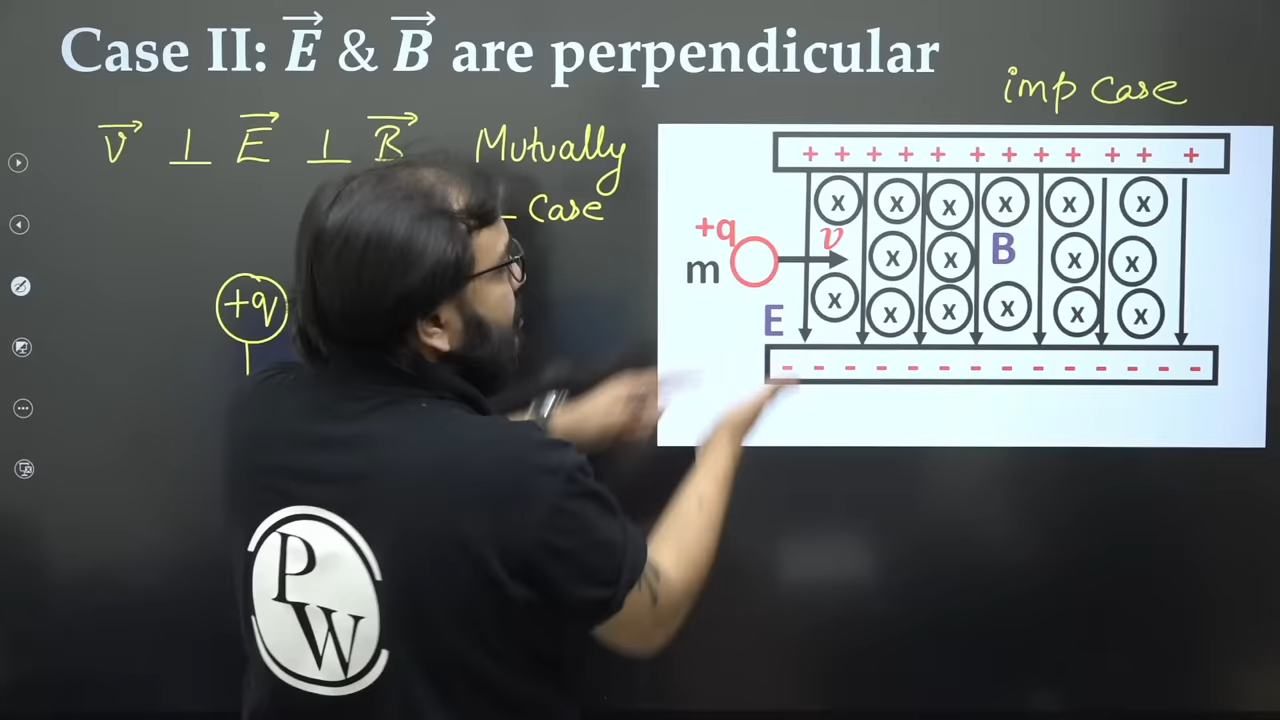 Case II: E⃗ & B⃗ are perpendicular
imp case
v⃗ ⊥ E⃗ ⊥ B⃗ Mutually
⊥ case
+q
+ + + + + + + + + + + +
x x x x x x
+q
m
v
x x B x x
x x x x x x
E
- - - - - - - - - - - - - -
PW